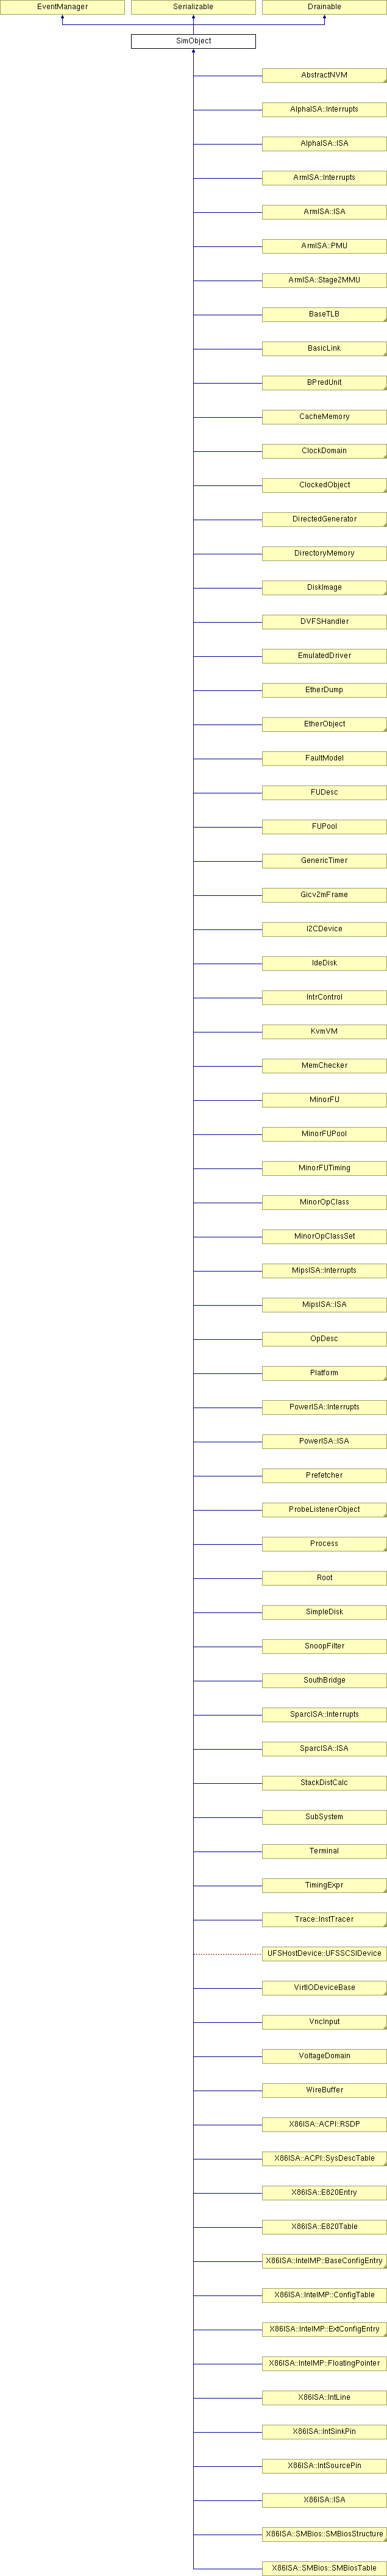 EventManager
Serializable
Drainable
SimObject
AbstractNVM
AlphaISA::Interrupts
AlphaISA::ISA
ArmISA::Interrupts
ArmISA::ISA
ArmISA::PMU
ArmISA::Stage2MMU
BaseTLB
BasicLink
BPredUnit
CacheMemory
ClockDomain
ClockedObject
DirectedGenerator
DirectoryMemory
DiskImage
DVFSHandler
EmulatedDriver
EtherDump
EtherObject
FaultModel
FUDesc
FUPool
GenericTimer
Gicv2mFrame
I2CDevice
IdeDisk
IntrControl
KvmVM
MemChecker
MinorFU
MinorFUPool
MinorFUTiming
MinorOpClass
MinorOpClassSet
MipsISA::Interrupts
MipsISA::ISA
OpDesc
Platform
PowerISA::Interrupts
PowerISA::ISA
Prefetcher
ProbeListenerObject
Process
Root
SimpleDisk
SnoopFilter
SouthBridge
SparcISA::Interrupts
SparcISA::ISA
StackDistCalc
SubSystem
Terminal
TimingExpr
Trace::InstTracer
UFSHostDevice::UFSSCSIDevice
VirtIODeviceBase
VncInput
VoltageDomain
WireBuffer
X86ISA::ACPI::RSDP
X86ISA::ACPI::SysDescTable
X86ISA::E820Entry
X86ISA::E820Table
X86ISA::IntelMP::BaseConfigEntry
X86ISA::IntelMP::ConfigTable
X86ISA::IntelMP::ExtConfigEntry
X86ISA::IntelMP::FloatingPointer
X86ISA::IntLine
X86ISA::IntSinkPin
X86ISA::IntSourcePin
X86ISA::ISA
X86ISA::SMBios::SMBiosStructure
X86ISA::SMBios::SMBiosTable